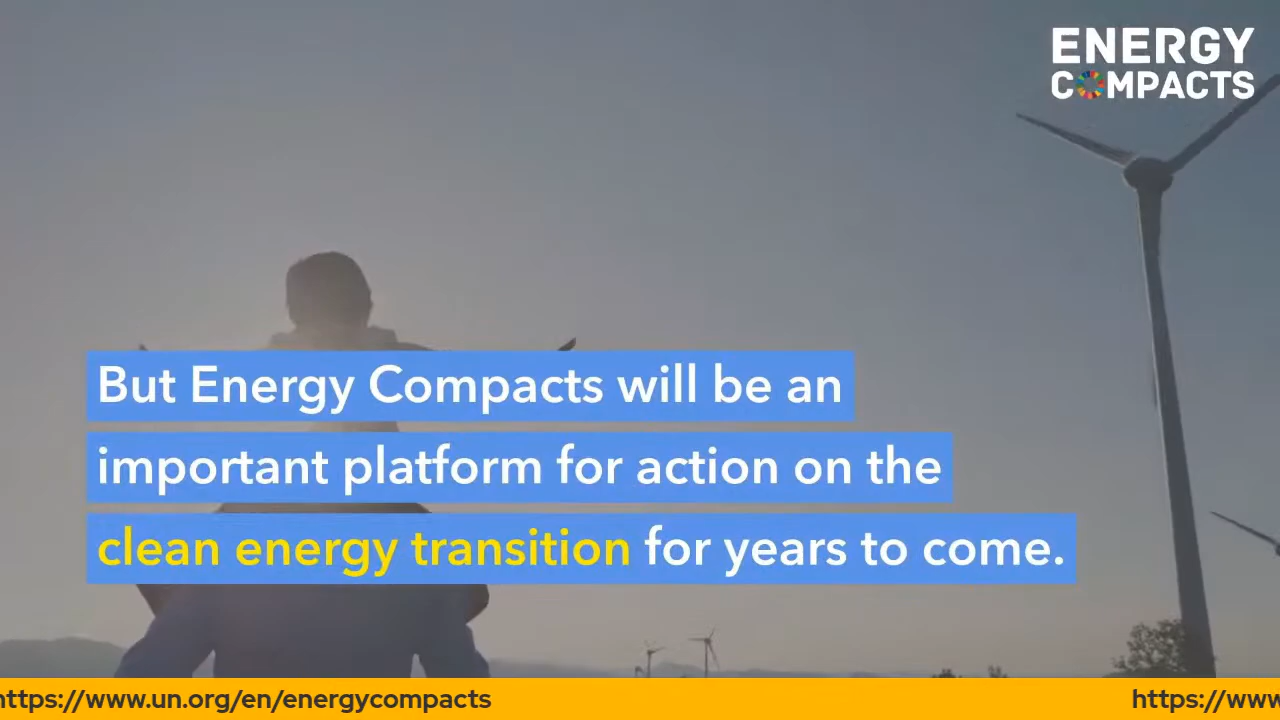 ENERGY
COMPACTS
But Energy Compacts will be an
important platform for action on the
clean energy transition for years to come.
ttps://www.un.org/en/energycompacts
https://www